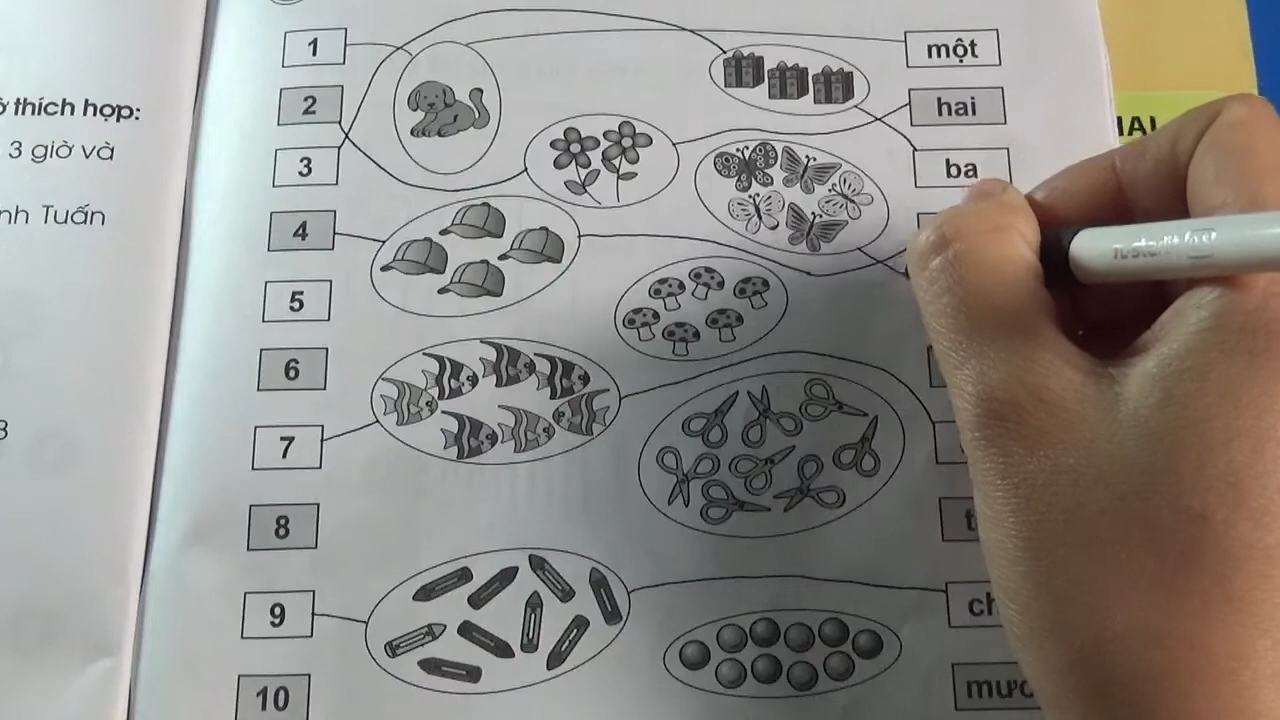 thích hợp:
3 giờ và
nh Tuấn
1
một
2
hai
3
ba
4
5
6
7
8
9
10